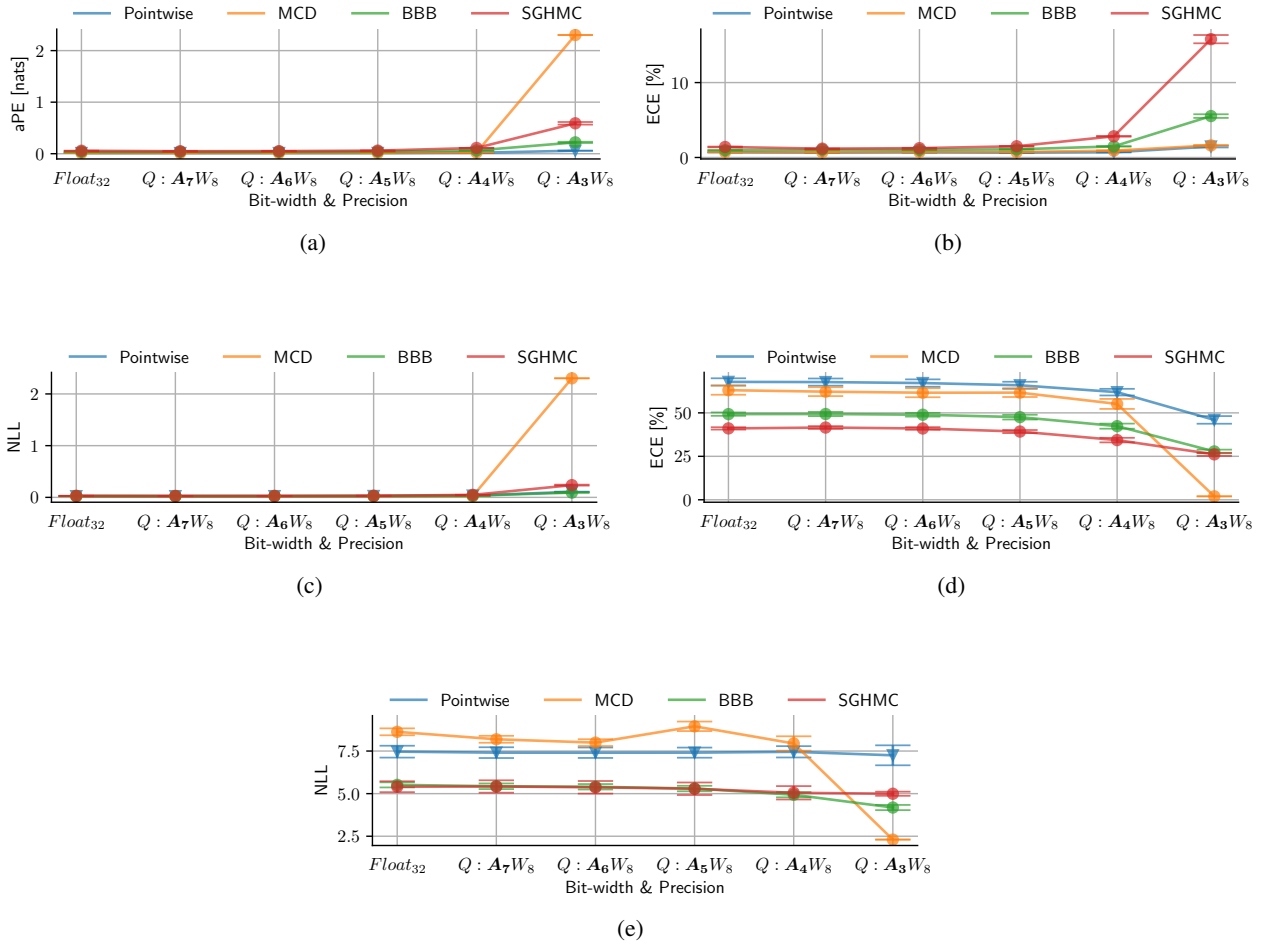 Pointwise MCD BBB SGHMC
aPE [nats]
2
1
0
Float32 Q : A7W8 Q : A6W8 Q : A5W8 Q : A4W8 Q : A3W8
Bit-width & Precision
(a)
Pointwise MCD BBB SGHMC
ECE [%]
10
0
Float32 Q : A7W8 Q : A6W8 Q : A5W8 Q : A4W8 Q : A3W8
Bit-width & Precision
(b)
Pointwise MCD BBB SGHMC
NLL
2
1
0
Float32 Q : A7W8 Q : A6W8 Q : A5W8 Q : A4W8 Q : A3W8
Bit-width & Precision
(c)
Pointwise MCD BBB SGHMC
ECE [%]
50
25
0
Float32 Q : A7W8 Q : A6W8 Q : A5W8 Q : A4W8 Q : A3W8
Bit-width & Precision
(d)
Pointwise MCD BBB SGHMC
NLL
7.5
5.0
2.5
Float32 Q : A7W8 Q : A6W8 Q : A5W8 Q : A4W8 Q : A3W8
Bit-width & Precision
(e)